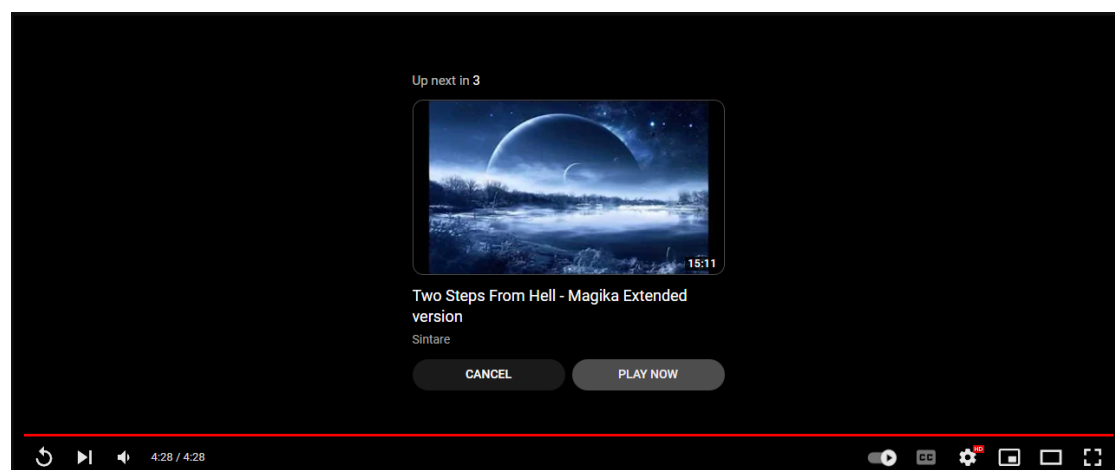 Up next in 3
15:11
Two Steps From Hell - Magika Extended
version
Sintare
CANCEL PLAY NOW
4:28 / 4:28 CC HD